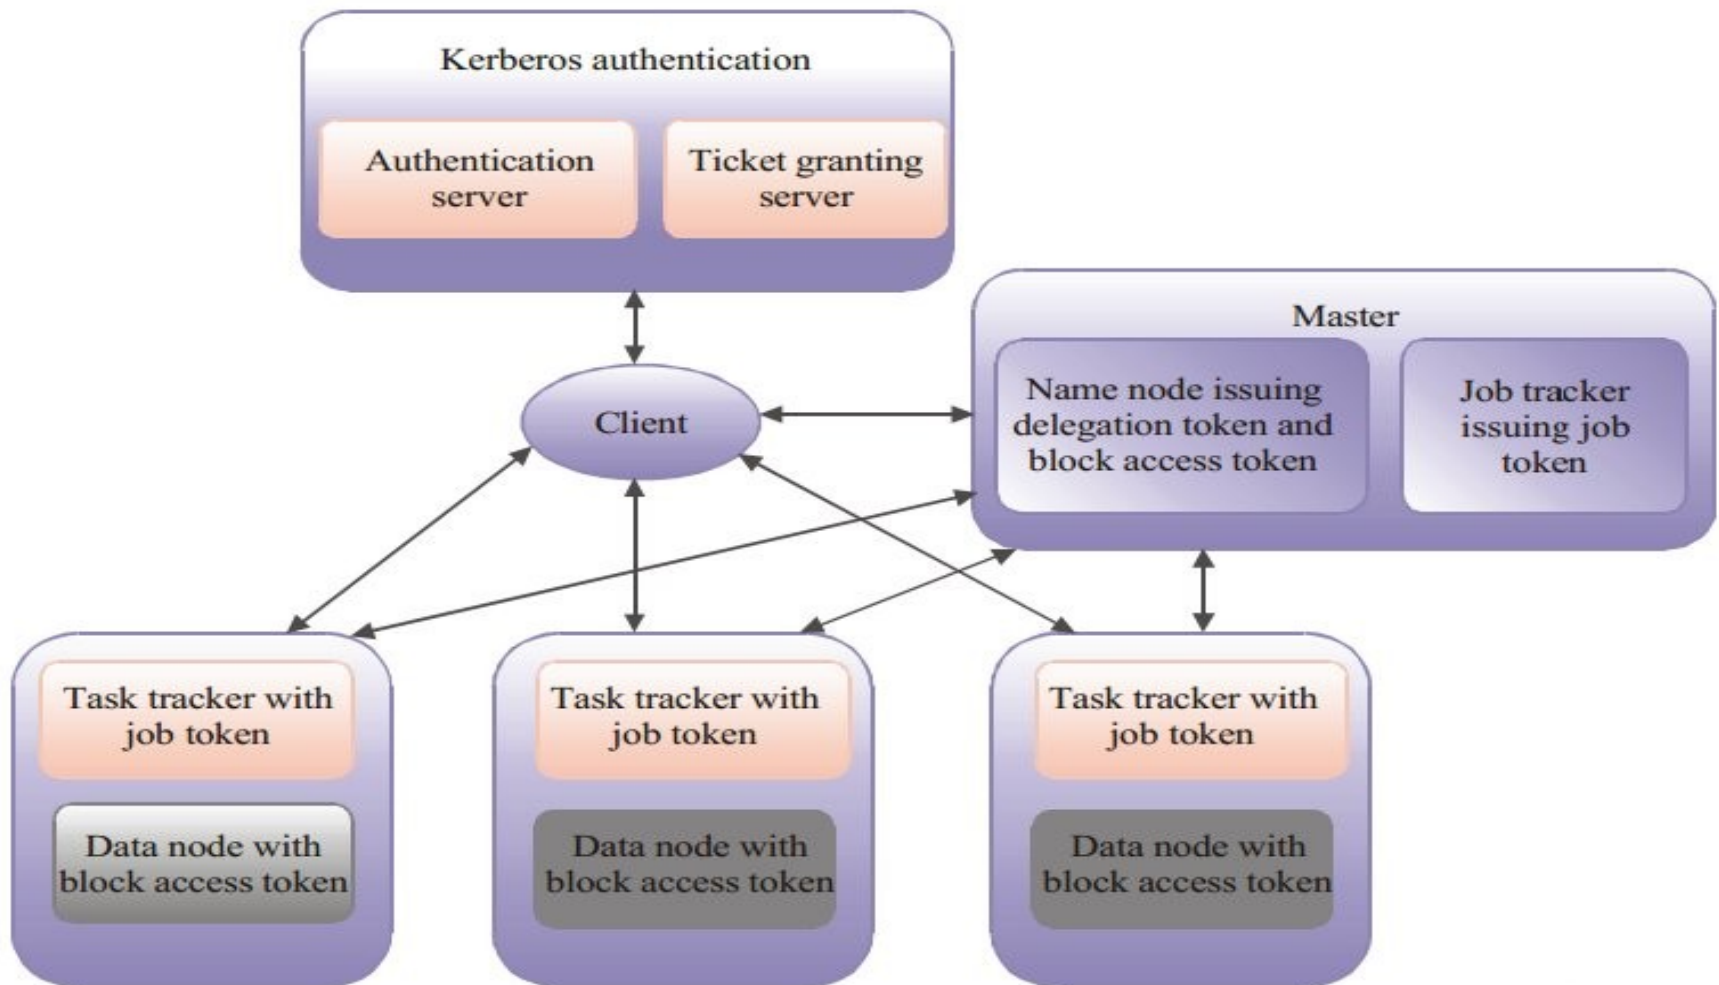 Kerberos authentication
Authentication
server
Ticket granting
server
Master
Name node issuing
delegation token and
block access token
Job tracker
issuing job
token
Client
Task tracker with
job token
Data node with
block access token
Task tracker with
job token
Data node with
block access token
Task tracker with
job token
Data node with
block access token